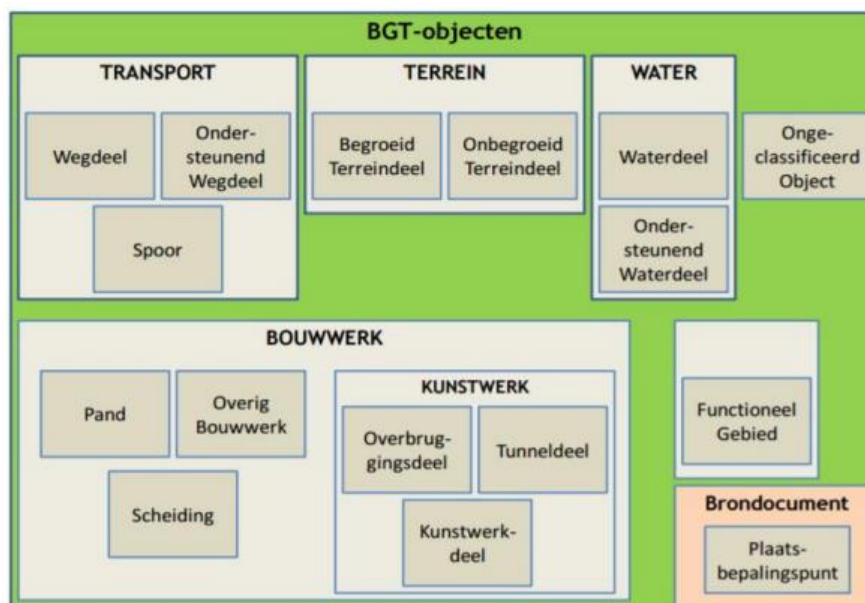 BGT-objecten
TRANSPORT
Wegdeel
Onder-
steunend
Wegdeel
Spoor
TERREIN
Begroeid
Terreindeel
Onbegroeid
Terreindeel
WATER
Waterdeel
Onder-
steunend
Waterdeel
Onge-
classificeerd
Object
BOUWWERK
Pand
Overig
Bouwwerk
Scheiding
KUNSTWERK
Overbrug-
gingsdeel
Tunneldeel
Kunstwerk-
deel
Functioneel
Gebied
Brondocument
Plaats-
bepalingspunt